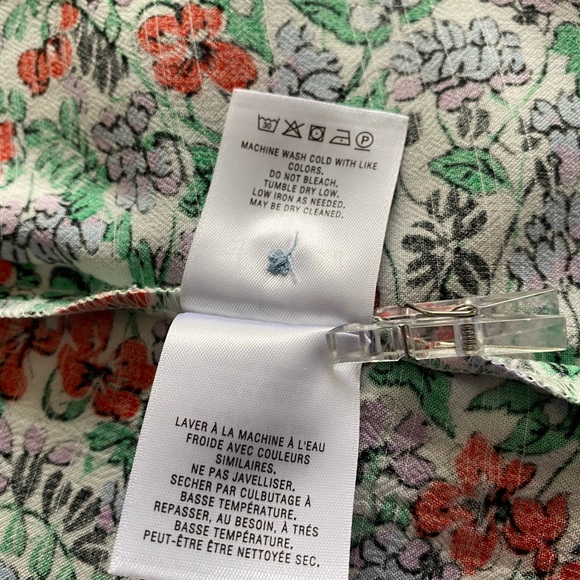 30 P
MACHINE WASH COLD WITH LIKE
COLORS.
DO NOT BLEACH.
TUMBLE DRY LOW.
LOW IRON AS NEEDED.
MAY BE DRY CLEANED.
LAVER À LA MACHINE À L'EAU
FROIDE AVEC COULEURS
SIMILAIRES.
NE PAS JAVELLISER.
SECHER PAR CULBUTAGE À
BASSE TEMPÉRATURE.
REPASSER, AU BESOIN, À TRÉS
BASSE TEMPÉRATURE.
PEUT-ÊTRE ÊTRE NETTOYÉE SEC.